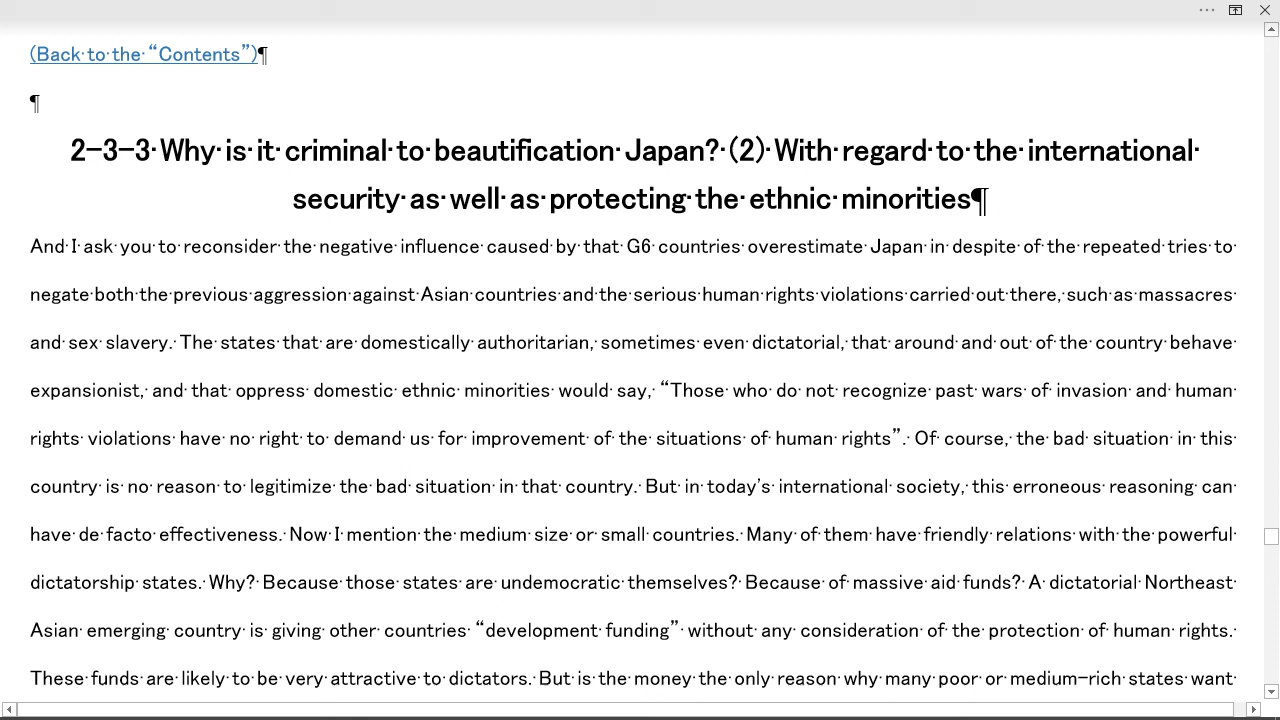 (Back to the “Contents”)¶
¶
2-3-3 Why is it criminal to beautification Japan? (2) With regard to the international
security as well as protecting the ethnic minorities¶
And I ask you to reconsider the negative influence caused by that G6 countries overestimate Japan in despite of the repeated tries to
negate both the previous aggression against Asian countries and the serious human rights violations carried out there, such as massacres
and sex slavery. The states that are domestically authoritarian, sometimes even dictatorial, that around and out of the country behave
expansionist, and that oppress domestic ethnic minorities would say, “Those who do not recognize past wars of invasion and human
rights violations have no right to demand us for improvement of the situations of human rights”. Of course, the bad situation in this
country is no reason to legitimize the bad situation in that country. But in today’s international society, this erroneous reasoning can
have de facto effectiveness. Now I mention the medium size or small countries. Many of them have friendly relations with the powerful
dictatorship states. Why? Because those states are undemocratic themselves? Because of massive aid funds? A dictatorial Northeast
Asian emerging country is giving other countries “development funding” without any consideration of the protection of human rights.
These funds are likely to be very attractive to dictators. But is the money the only reason why many poor or medium-rich states want